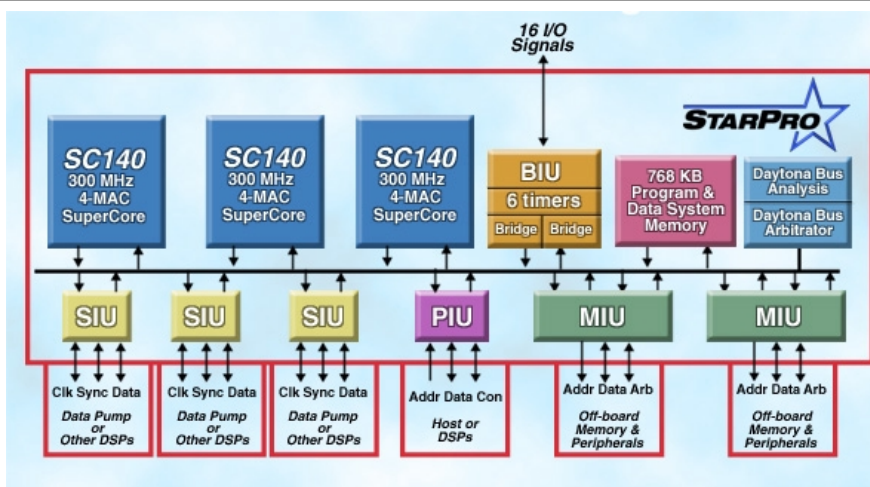 16 I/O
Signals
STARPRO
SC140
300 MHz
4-MAC
SuperCore
SC140
300 MHz
4-MAC
SuperCore
SC140
300 MHz
4-MAC
SuperCore
BIU
6 timers
Bridge
Bridge
768 KB
Program &
Data System
Memory
Daytona Bus
Analysis
Daytona Bus
Arbitrator
SIU
SIU
SIU
PIU
MIU
MIU
Clk Sync Data
Data Pump
or
Other DSPs
Clk Sync Data
Data Pump
or
Other DSPs
Clk Sync Data
Data Pump
or
Other DSPs
Addr Data Con
Host or
DSPs
Addr Data Arb
Off-board
Memory &
Peripherals
Addr Data Arb
Off-board
Memory &
Peripherals